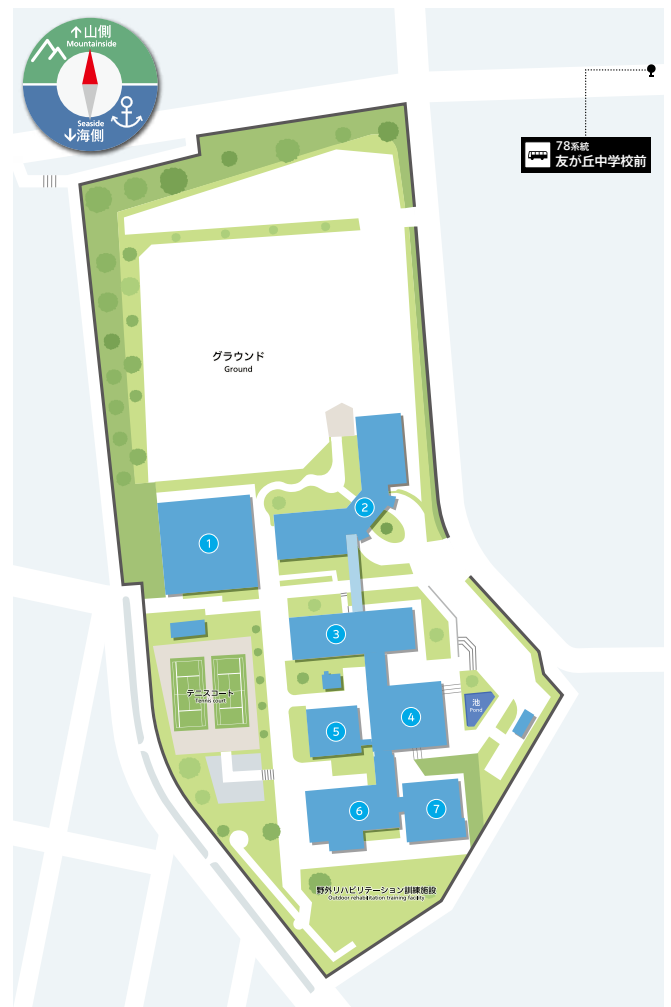 ↑山側
Mountainside
Seaside
↓海側
78系統
友が丘中学校前
グラウンド
Ground
2
1
3
テニスコート
Tennis court
池
Pond
4
5
6
7
野外リハビリテーション訓練施設
Outdoor rehabilitation training facility